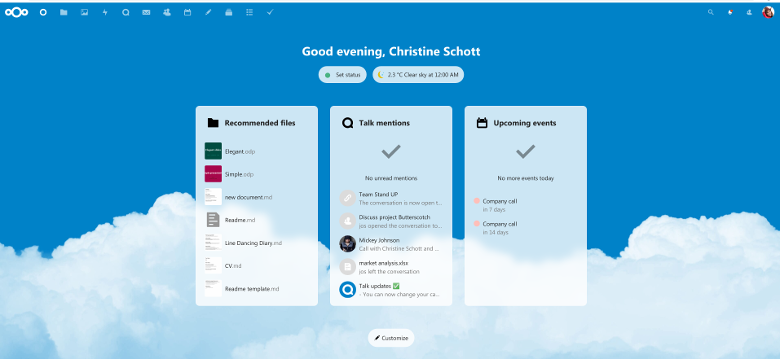 Good evening, Christine Schott
Set status
2.3 °C Clear sky at 12:00 AM
Recommended files
Elegant.odp
Simple.odp
new document.md
Readme.md
Line Dancing Diary.md
CV.md
Readme template.md
Talk mentions
No unread mentions
Team Stand UP
The conversation is now open t...
Discuss project Butterscotch
jos opened the conversation to...
Mickey Johnson
Call with Christine Schott and ...
market analysis.xlsx
jos left the conversation
Talk updates ✅
- You can now change your ca...
Upcoming events
No more events today
Company call
in 7 days
Company call
in 14 days
Customize